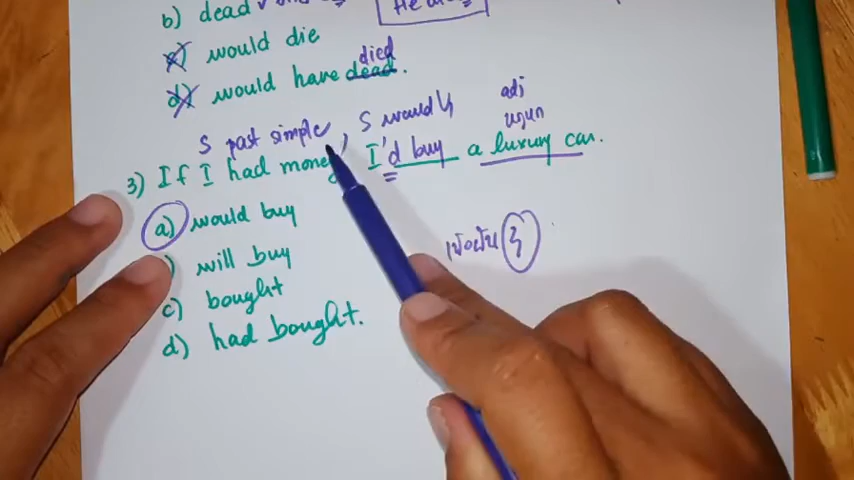 b) dead
c) would die
died
d) would have dead.
S past simple, S would V1
adj
3) If I had money I'd buy a luxury car.
a) would buy
) will buy
c) bought
d) had bought.